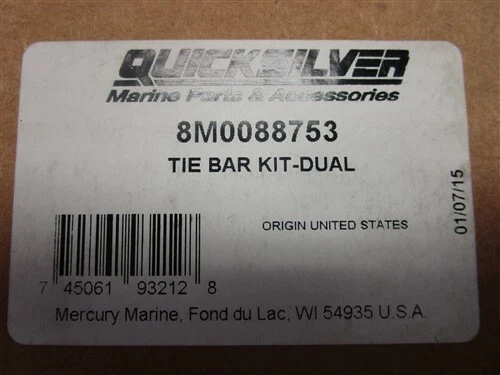 QUICKSILVER
Marine Parts & Accessories
8M0088753
TIE BAR KIT-DUAL
ORIGIN UNITED STATES
01/07/15
7 45061 93212 8
Mercury Marine, Fond du Lac, WI 54935 U.S.A.